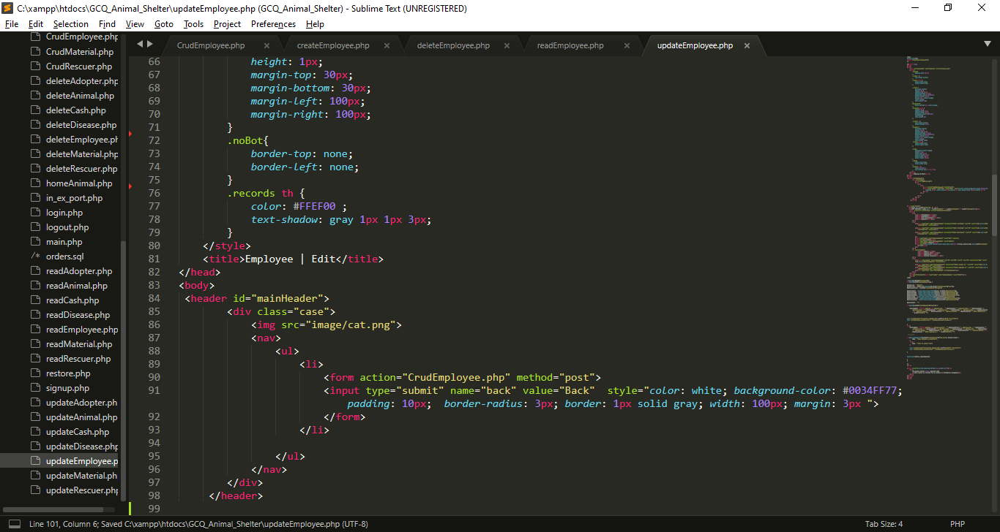 C:\xampp\htdocs\GCQ_Animal_Shelter\updateEmployee.php (GCQ_Animal_Shelter) - Sublime Text (UNREGISTERED)
File Edit Selection Find View Goto Tools Project Preferences Help
CrudEmployee.php
CrudMaterial.php
CrudRescuer.php
deleteAdopter.php
deleteAnimal.php
deleteCash.php
deleteDisease.php
deleteEmployee.ph
deleteMaterial.php
deleteRescuer.php
homeAnimal.php
in_ex_port.php
login.php
logout.php
main.php
/* orders.sql
readAdopter.php
readAnimal.php
readCash.php
readDisease.php
readEmployee.php
readMaterial.php
readRescuer.php
restore.php
signup.php
updateAdopter.ph
updateAnimal.php
updateCash.php
updateDisease.php
updateEmployee.p
updateMaterial.ph
updateRescuer.php
CrudEmployee.php × createEmployee.php × deleteEmployee.php × readEmployee.php × updateEmployee.php ×
66 height: 1px;
67 margin-top: 30px;
68 margin-bottom: 30px;
69 margin-left: 100px;
70 margin-right: 100px;
71 }
72 .noBot{
73 border-top: none;
74 border-left: none;
75 }
76 .records th {
77 color: #FFEF00 ;
78 text-shadow: gray 1px 1px 3px;
79 }
80 </style>
81 <title>Employee | Edit</title>
82 </head>
83 <body>
84 <header id="mainHeader">
85 <div class="case">
86 <img src="image/cat.png">
87 <nav>
88 <ul>
89 <li>
90 <form action="CrudEmployee.php" method="post">
91 <input type="submit" name="back" value="Back"  style="color: white; background-color: #0034FF77;
padding: 10px;  border-radius: 3px; border: 1px solid gray; width: 100px; margin: 3px ">
92 </form>
93 </li>
94
95 </ul>
96 </nav>
97 </div>
98 </header>
99
Line 101, Column 6; Saved C:\xampp\htdocs\GCQ_Animal_Shelter\updateEmployee.php (UTF-8) Tab Size: 4 PHP